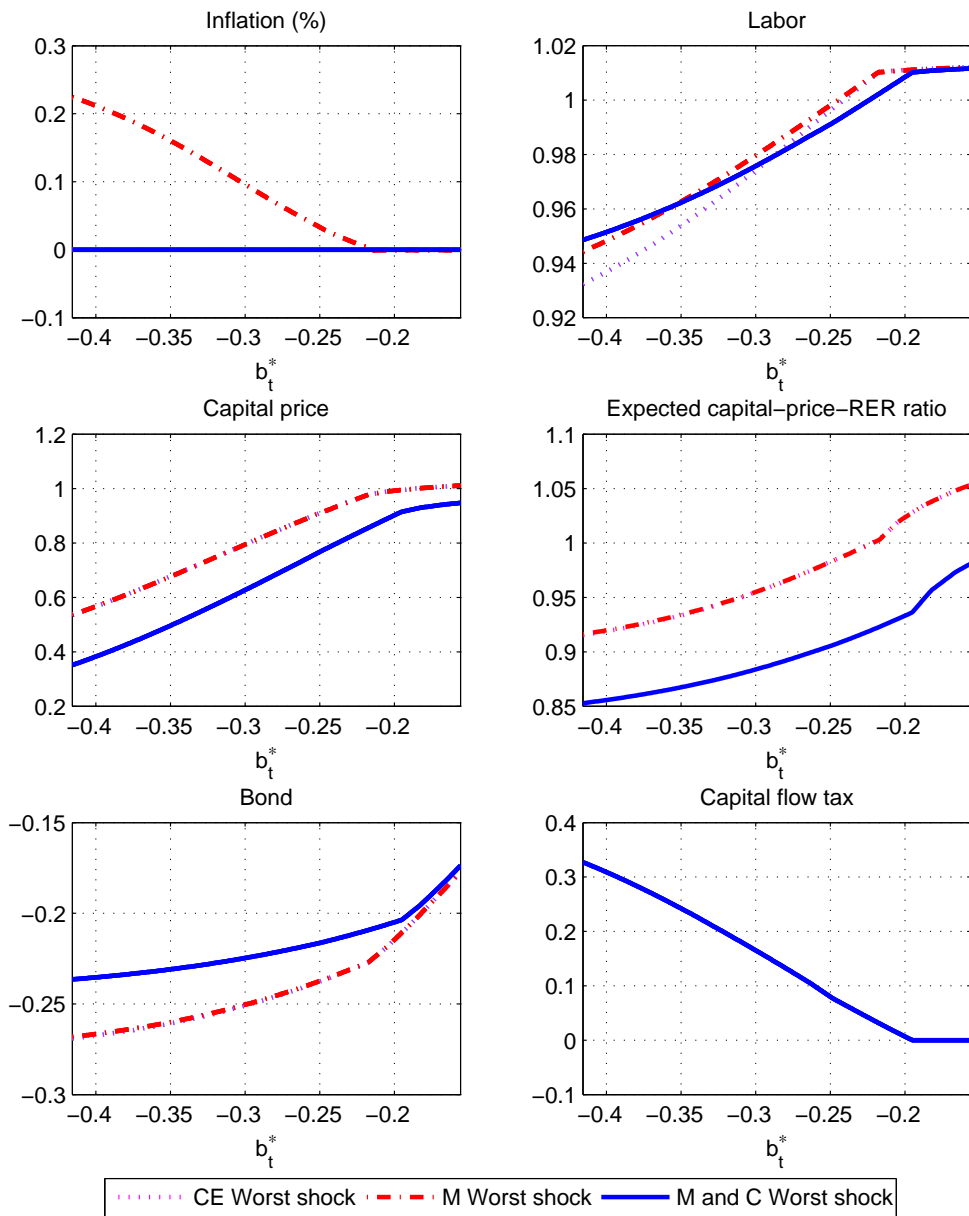 Inflation (%)
0.3
0.2
0.1
0
−0.1
−0.4 −0.35 −0.3 −0.25 −0.2
b*t
Labor
1.02
1
0.98
0.96
0.94
0.92
−0.4 −0.35 −0.3 −0.25 −0.2
b*t
Capital price
1.2
1
0.8
0.6
0.4
0.2
−0.4 −0.35 −0.3 −0.25 −0.2
b*t
Expected capital−price−RER ratio
1.1
1.05
1
0.95
0.9
0.85
−0.4 −0.35 −0.3 −0.25 −0.2
b*t
Bond
−0.15
−0.2
−0.25
−0.3
−0.4 −0.35 −0.3 −0.25 −0.2
b*t
Capital flow tax
0.4
0.3
0.2
0.1
0
−0.1
−0.4 −0.35 −0.3 −0.25 −0.2
b*t
CE Worst shock M Worst shock M and C Worst shock